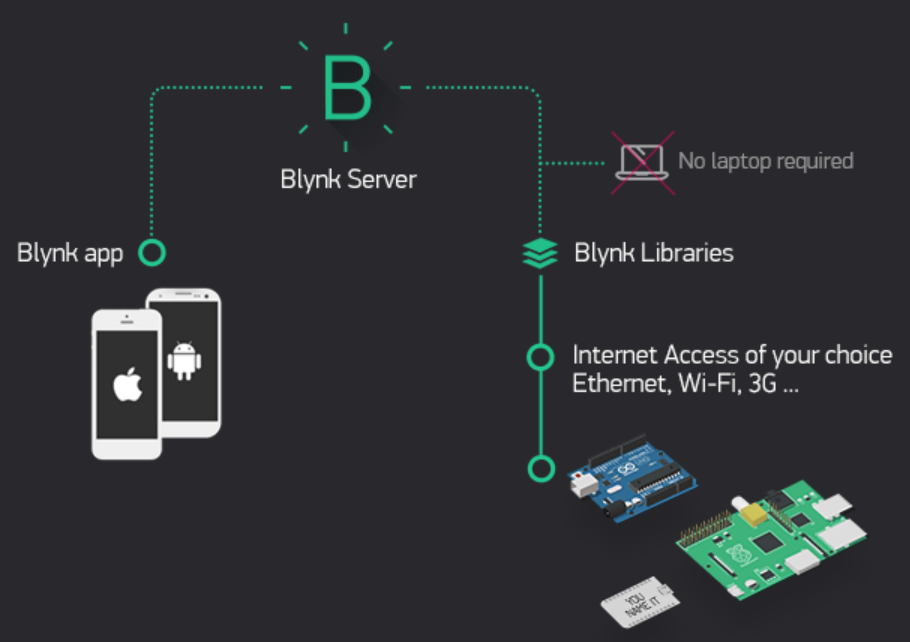 B
Blynk Server
No laptop required
Blynk app
Blynk Libraries
Internet Access of your choice
Ethernet, Wi-Fi, 3G ...
UNO
YOU
NAME IT